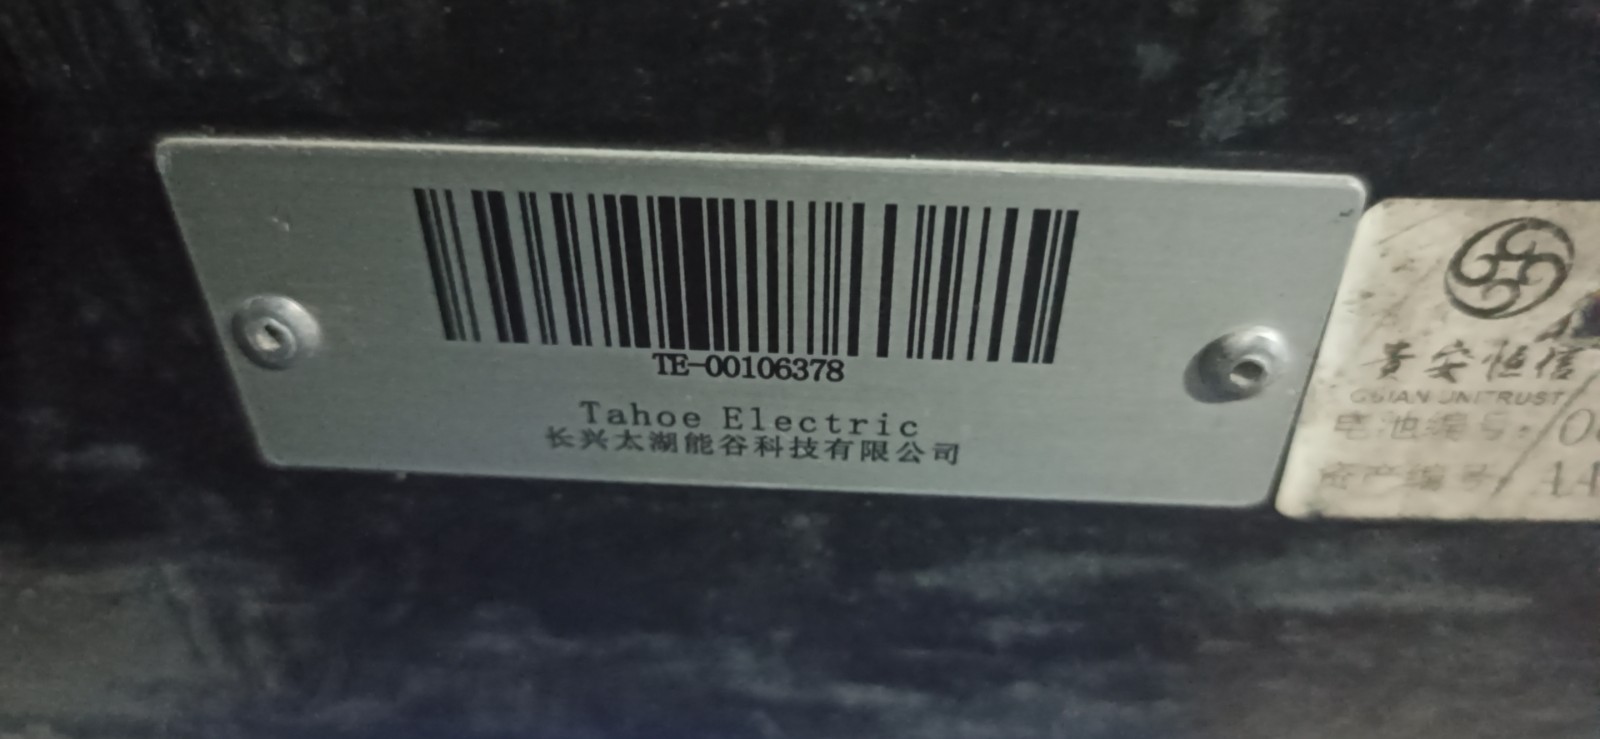 TE-00106378
Tahoe Electric
长兴太湖能谷科技有限公司
贵安恒信
GUIAN UNITRUST
电池编号:
资产编号: